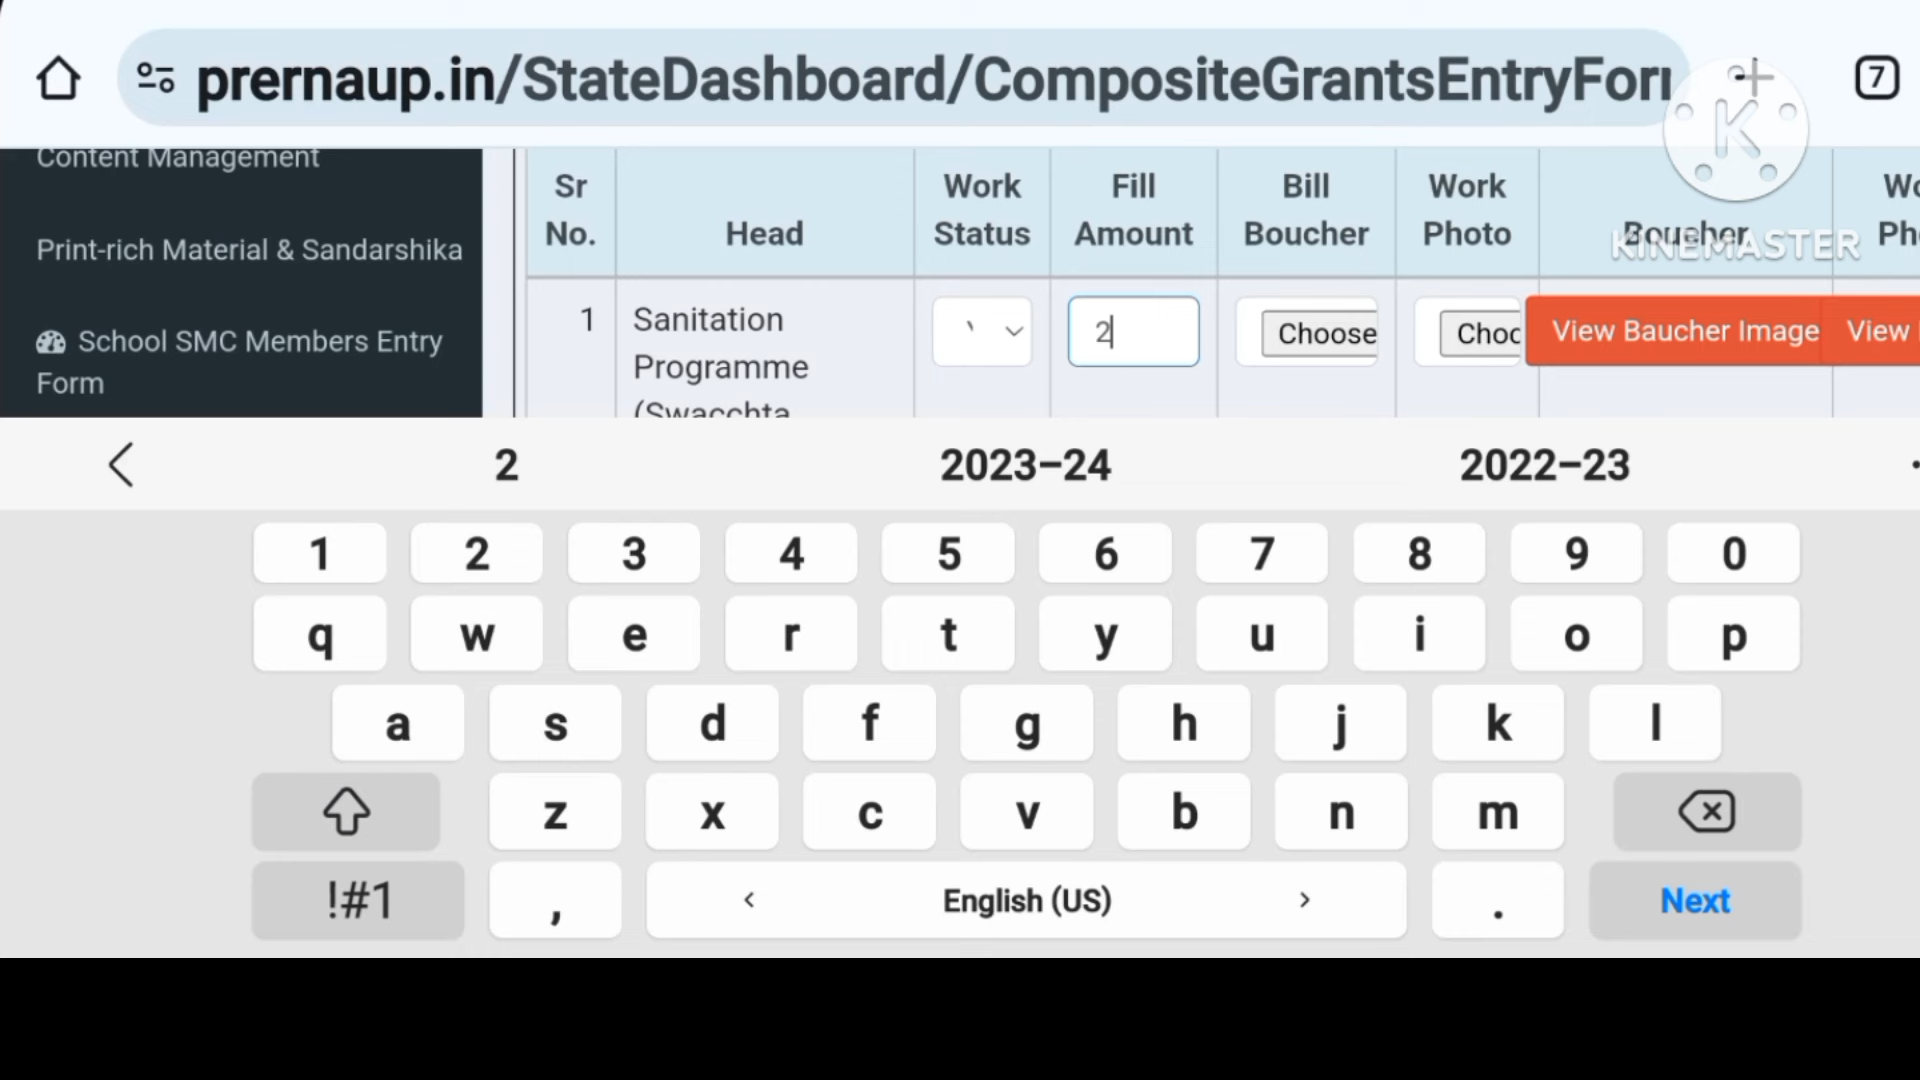 prernaup.in/StateDashboard/CompositeGrantsEntryFor
7
Content Management
Print-rich Material & Sandarshika
School SMC Members Entry
Form
Sr
No.
Head
Work
Status
Fill
Amount
Bill
Boucher
Work
Photo
Boucher
KINEMASTER
1
Sanitation
Programme
(Swacchta
2
Choose
View Baucher Image
View
2
2023–24
2022–23
1 2 3 4 5 6 7 8 9 0
q w e r t y u i o p
a s d f g h j k l
z x c v b n m
!#1 , < English (US) > . Next